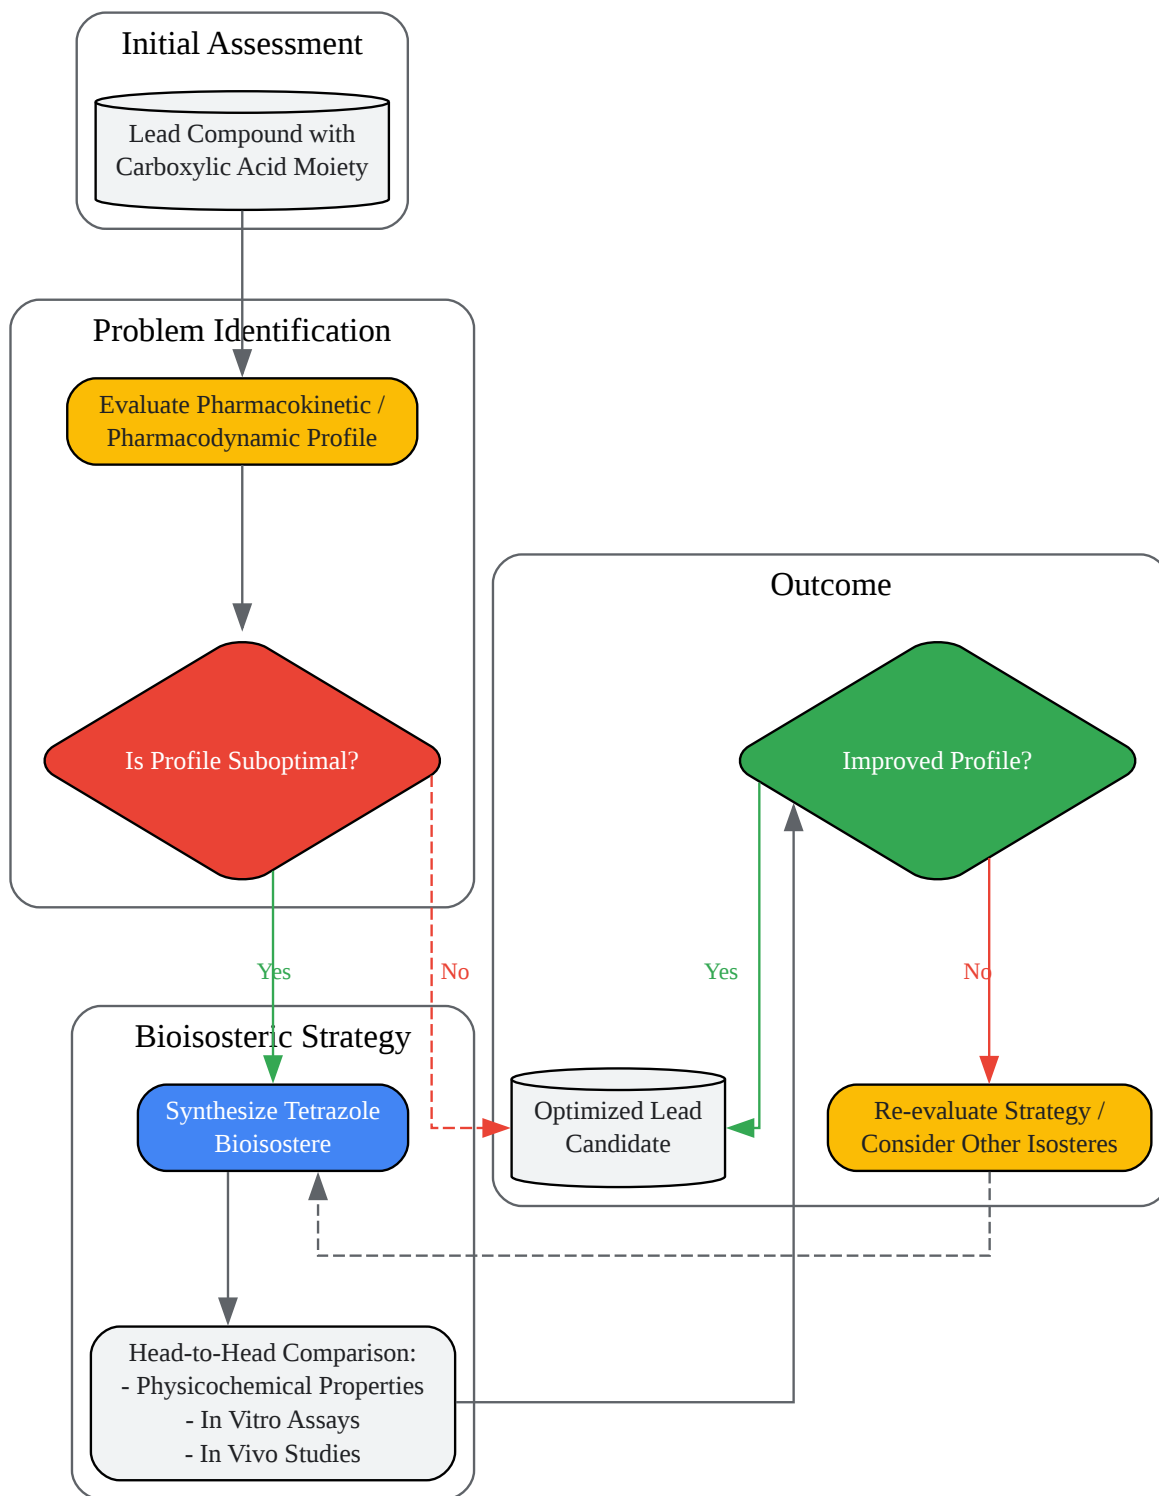 Initial Assessment
Lead Compound with
Carboxylic Acid Moiety
Problem Identification
Evaluate Pharmacokinetic /
Pharmacodynamic Profile
Is Profile Suboptimal?
Yes
No
Bioisosteric Strategy
Synthesize Tetrazole
Bioisostere
Head-to-Head Comparison:
- Physicochemical Properties
- In Vitro Assays
- In Vivo Studies
Outcome
Improved Profile?
Yes
No
Optimized Lead
Candidate
Re-evaluate Strategy /
Consider Other Isosteres